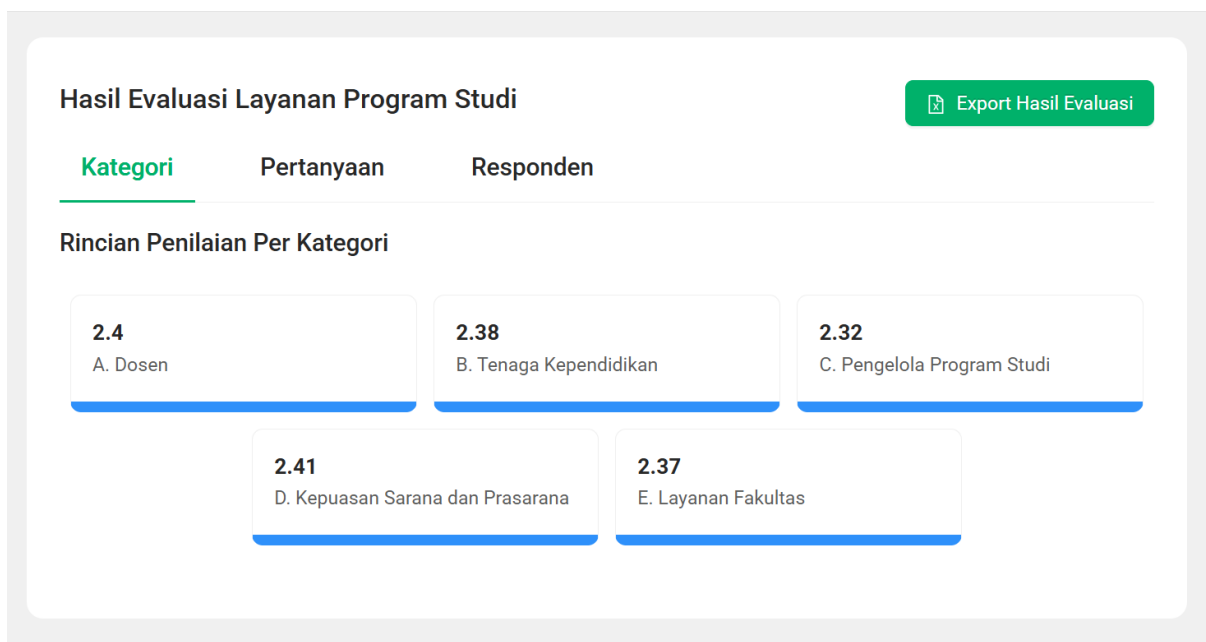 Hasil Evaluasi Layanan Program Studi
Export Hasil Evaluasi
Kategori
Pertanyaan
Responden
Rincian Penilaian Per Kategori
2.4
A. Dosen
2.38
B. Tenaga Kependidikan
2.32
C. Pengelola Program Studi
2.41
D. Kepuasan Sarana dan Prasarana
2.37
E. Layanan Fakultas